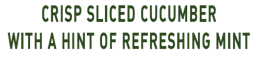 CRISP SLICED CUCUMBER
WITH A HINT OF REFRESHING MINT